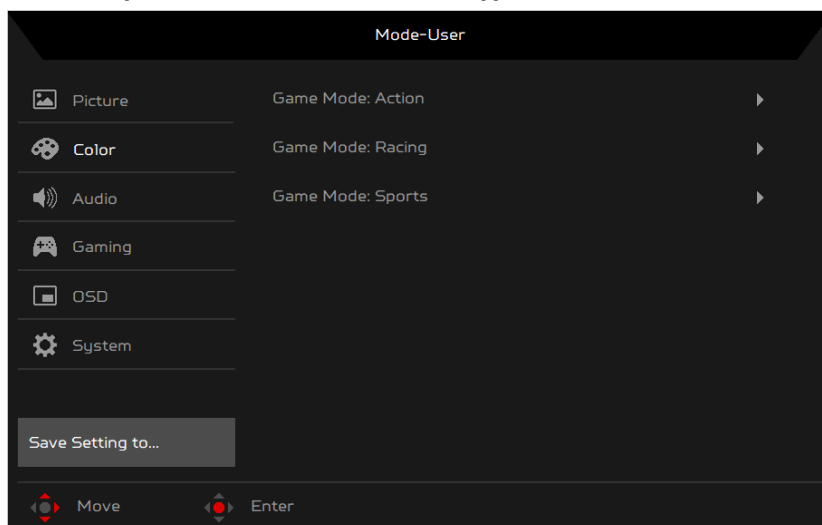 Mode-User
Picture
Game Mode: Action
Color
Game Mode: Racing
Audio
Game Mode: Sports
Gaming
OSD
System
Save Setting to...
Move
Enter